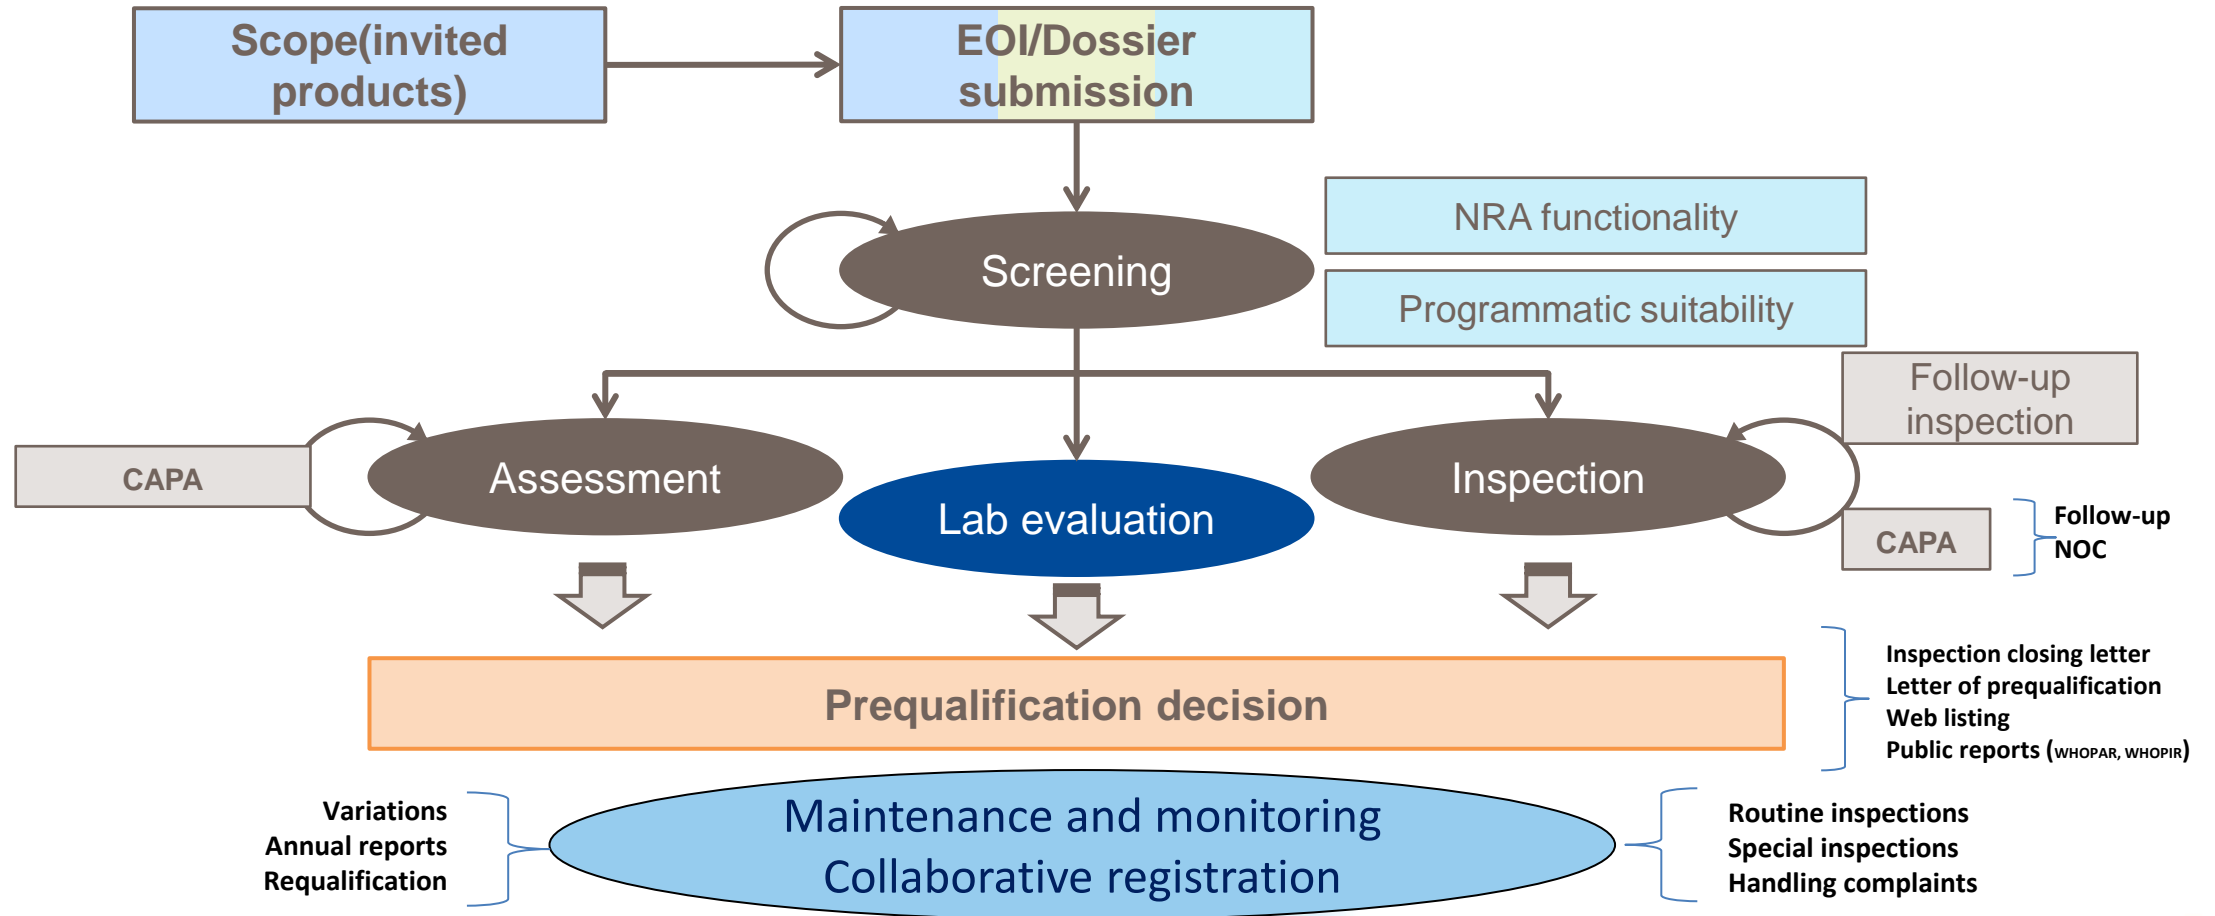 Scope(invited
products)
EOI/Dossier
submission
NRA functionality
Screening
Programmatic suitability
Follow-up
inspection
CAPA
Assessment
Lab evaluation
Inspection
CAPA
Follow-up
NOC
Prequalification decision
Inspection closing letter
Letter of prequalification
Web listing
Public reports (WHOPAR, WHOPIR)
Variations
Annual reports
Requalification
Maintenance and monitoring
Collaborative registration
Routine inspections
Special inspections
Handling complaints